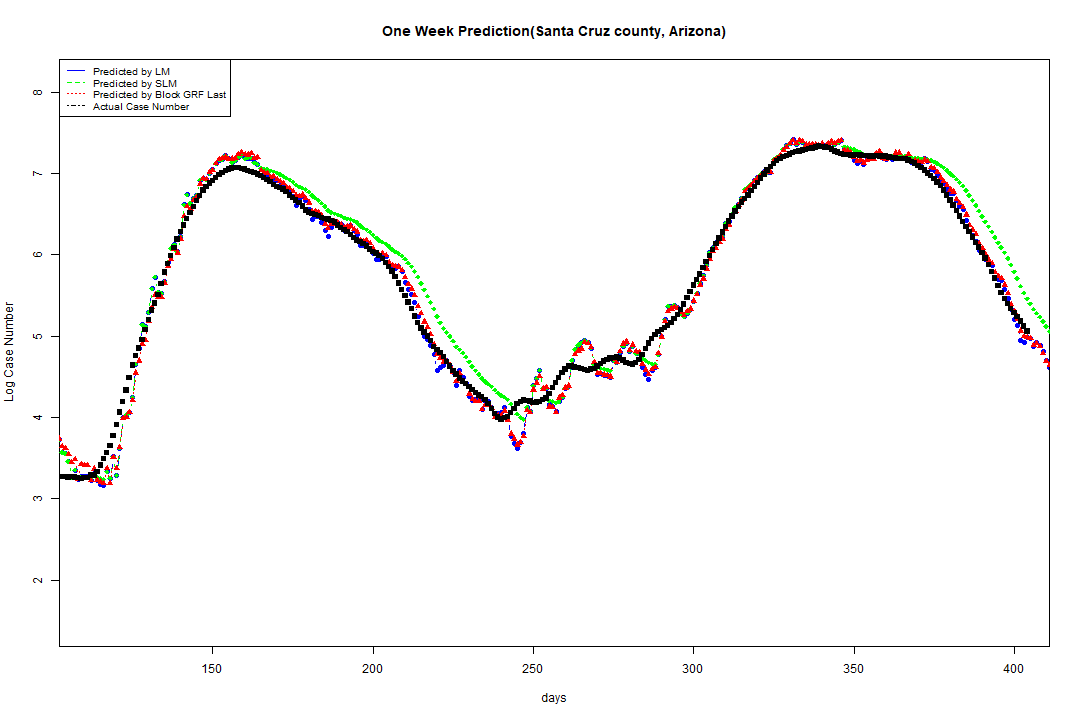 One Week Prediction(Santa Cruz county, Arizona)
Predicted by LM
Predicted by SLM
Predicted by Block GRF Last
Actual Case Number
8
7
6
5
4
3
2
Log Case Number
150 200 250 300 350 400
days